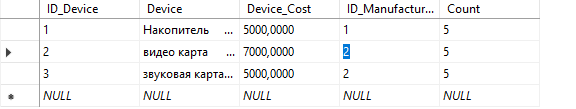 ID_Device Device Device_Cost ID_Manufactur... Count
1 Накопитель ... 5000,0000 1 5
2 видео карта ... 7000,0000 2 5
3 звуковая карта... 5000,0000 2 5
NULL NULL NULL NULL NULL